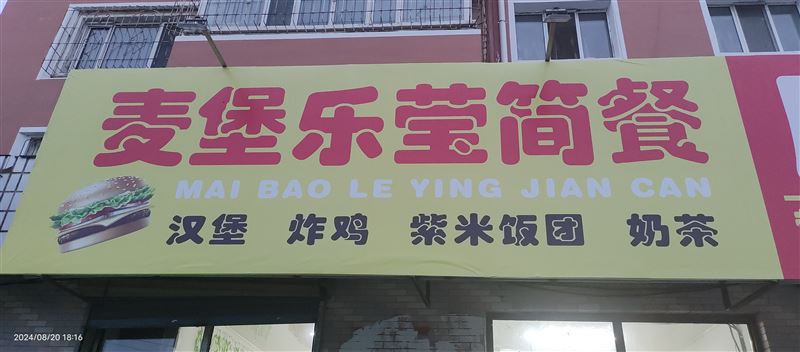 麦堡乐莹简餐
MAI BAO LE YING JIAN CAN
汉堡 炸鸡 紫米饭团 奶茶
2024/08/20 18:16